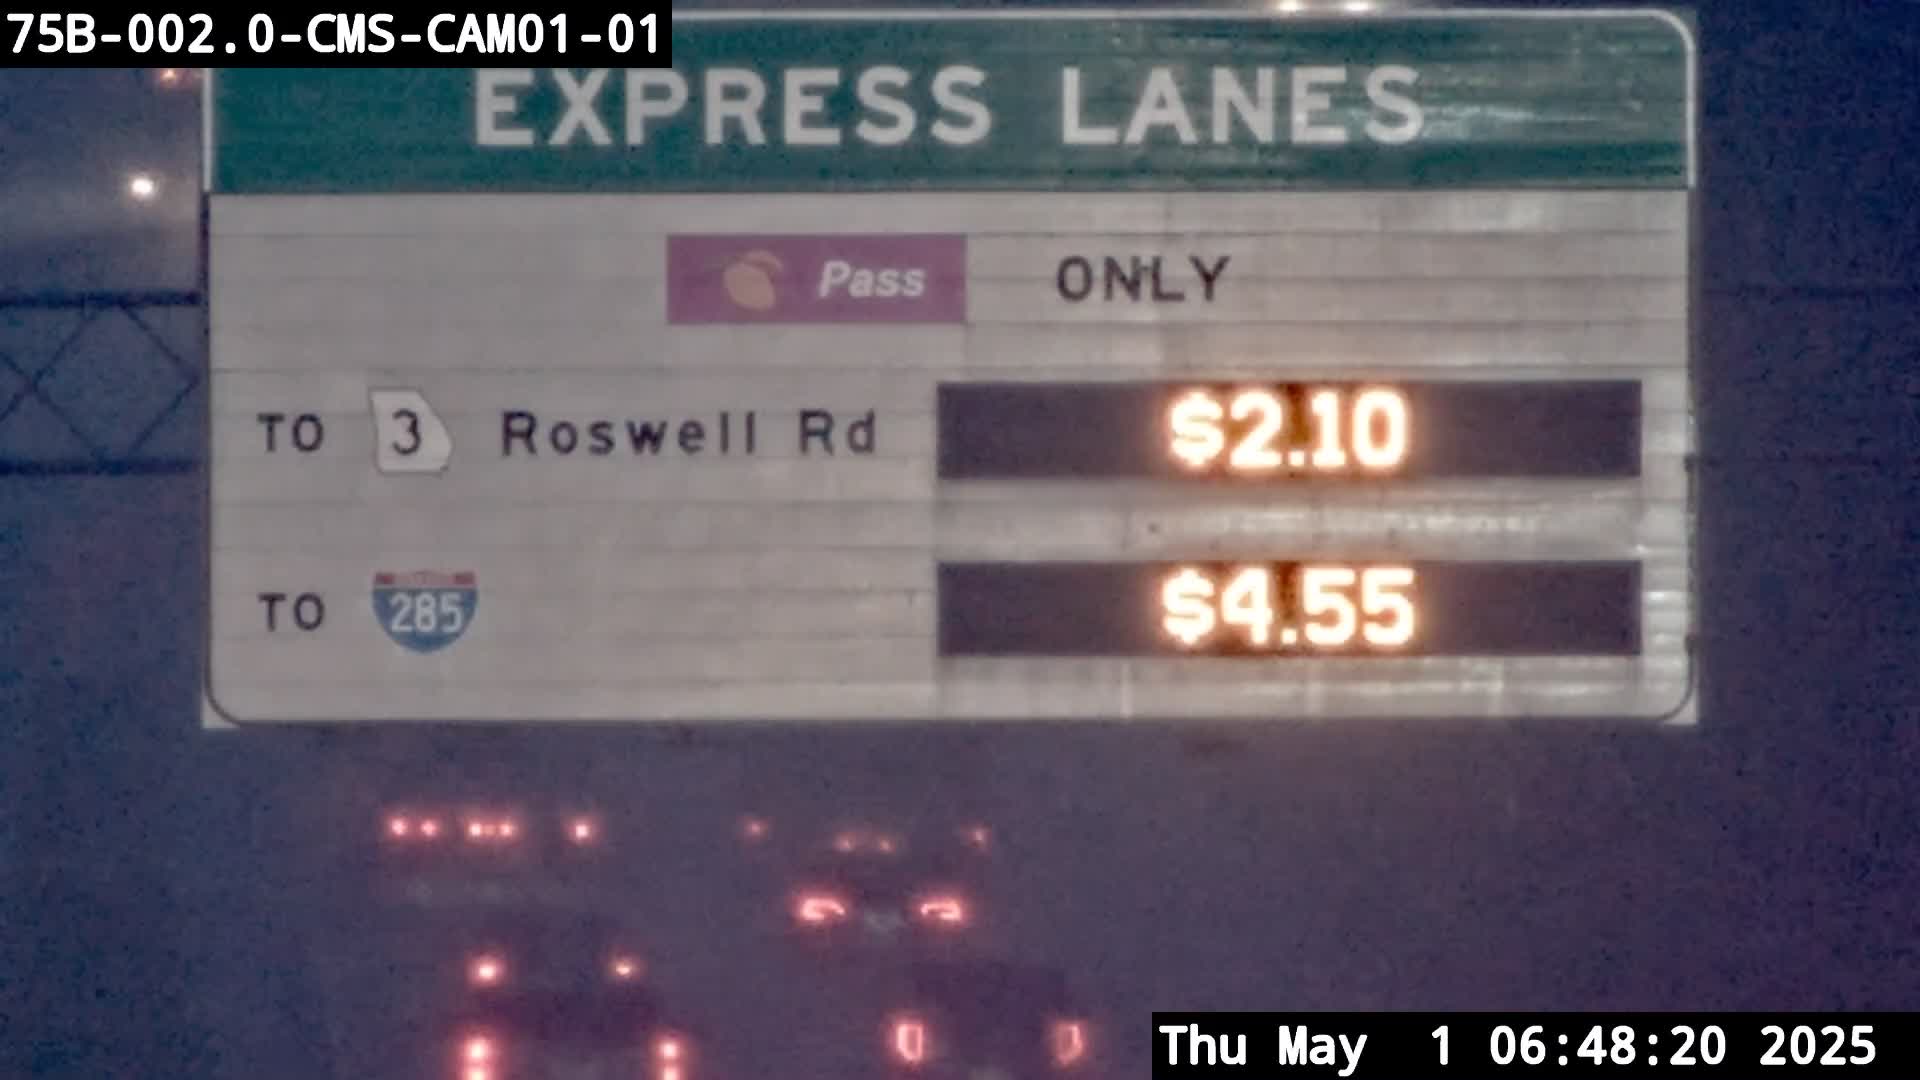 75B-002.0-CMS-CAM01-01
EXPRESS LANES
Pass ONLY
TO 3 Roswell Rd $2.10
TO 285 $4.55
Thu May 1 06:48:20 2025